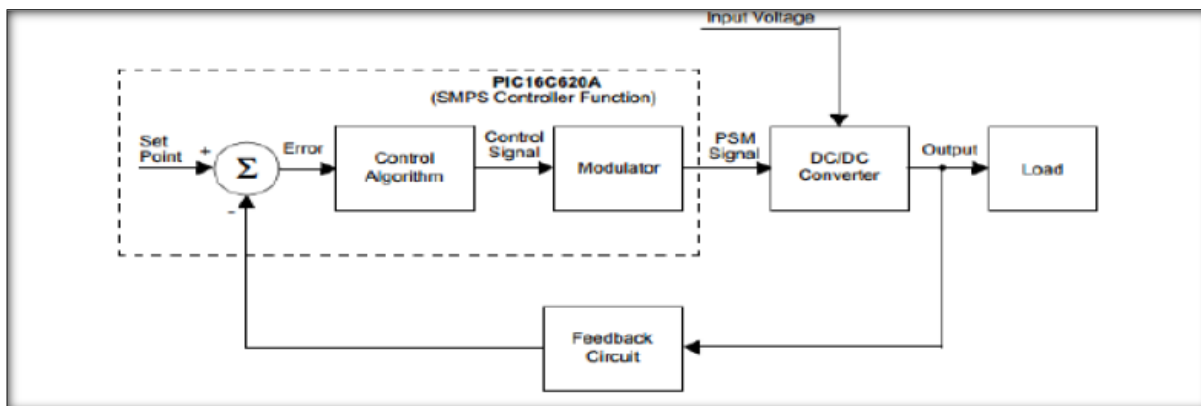 Input Voltage
PIC16C620A
(SMPS Controller Function)
Set
Point
+
-
Σ
Error
Control
Algorithm
Control
Signal
Modulator
PSM
Signal
DC/DC
Converter
Output
Load
Feedback
Circuit